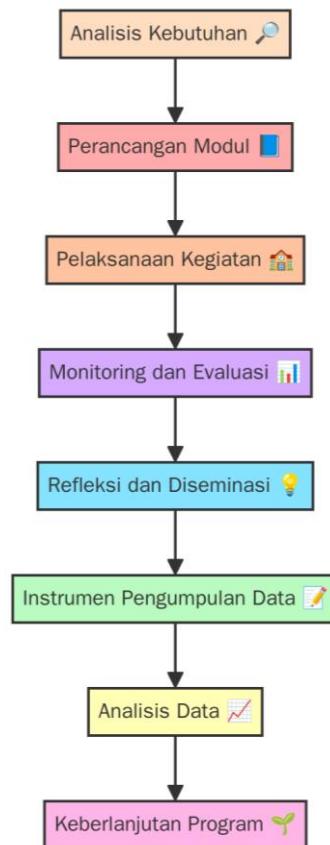 Analisis Kebutuhan 🔎
Perancangan Modul 📘
Pelaksanaan Kegiatan 🏫
Monitoring dan Evaluasi 📊
Refleksi dan Diseminasi 💡
Instrumen Pengumpulan Data 📝
Analisis Data 📈
Keberlanjutan Program 🌱